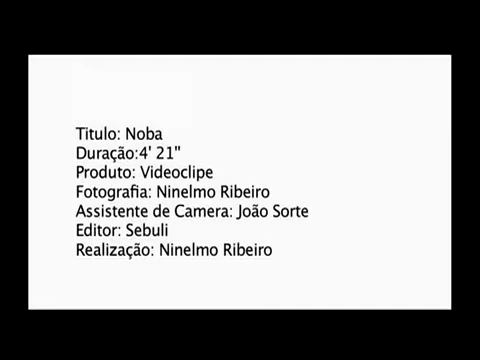 Titulo: Noba
Duração:4' 21"
Produto: Videoclipe
Fotografia: Ninelmo Ribeiro
Assistente de Camera: João Sorte
Editor: Sebuli
Realização: Ninelmo Ribeiro